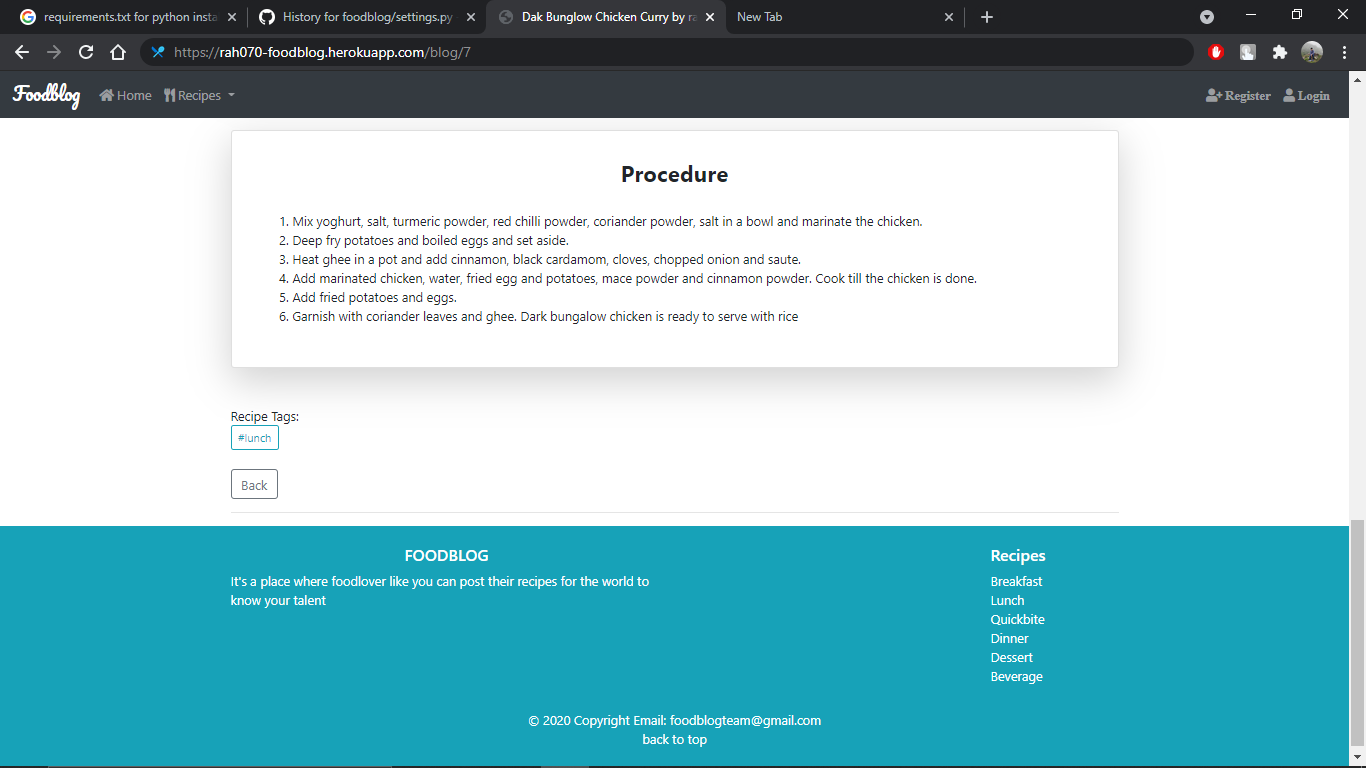 requirements.txt for python insta
History for foodblog/settings.py
Dak Bunglow Chicken Curry by ra
New Tab
https://rah070-foodblog.herokuapp.com/blog/7
Foodblog
Home
Recipes
Register
Login
Procedure
1. Mix yoghurt, salt, turmeric powder, red chilli powder, coriander powder, salt in a bowl and marinate the chicken.
2. Deep fry potatoes and boiled eggs and set aside.
3. Heat ghee in a pot and add cinnamon, black cardamom, cloves, chopped onion and saute.
4. Add marinated chicken, water, fried egg and potatoes, mace powder and cinnamon powder. Cook till the chicken is done.
5. Add fried potatoes and eggs.
6. Garnish with coriander leaves and ghee. Dark bungalow chicken is ready to serve with rice
Recipe Tags:
#lunch
Back
FOODBLOG
It's a place where foodlover like you can post their recipes for the world to
know your talent
Recipes
Breakfast
Lunch
Quickbite
Dinner
Dessert
Beverage
© 2020 Copyright Email: foodblogteam@gmail.com
back to top